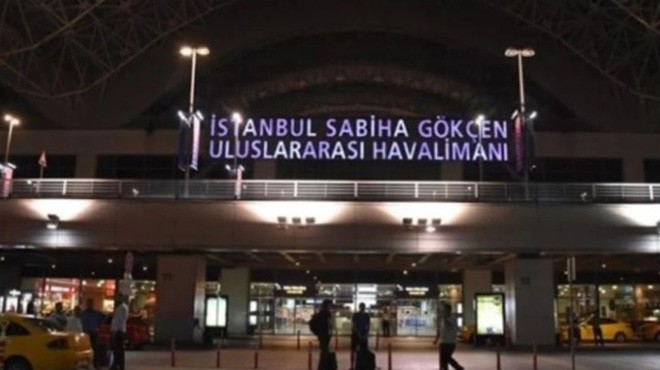 İSTANBUL SABİHA GÖKÇEN
ULUSLARARASI HAVALİMANI